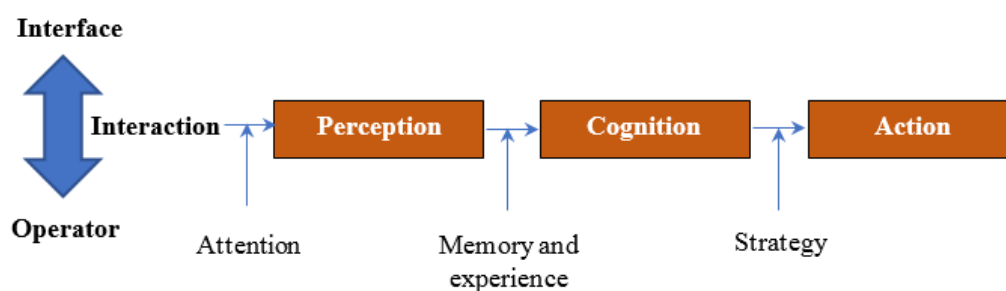 Interface
Interaction
Perception
Cognition
Action
Operator
Attention
Memory and
experience
Strategy